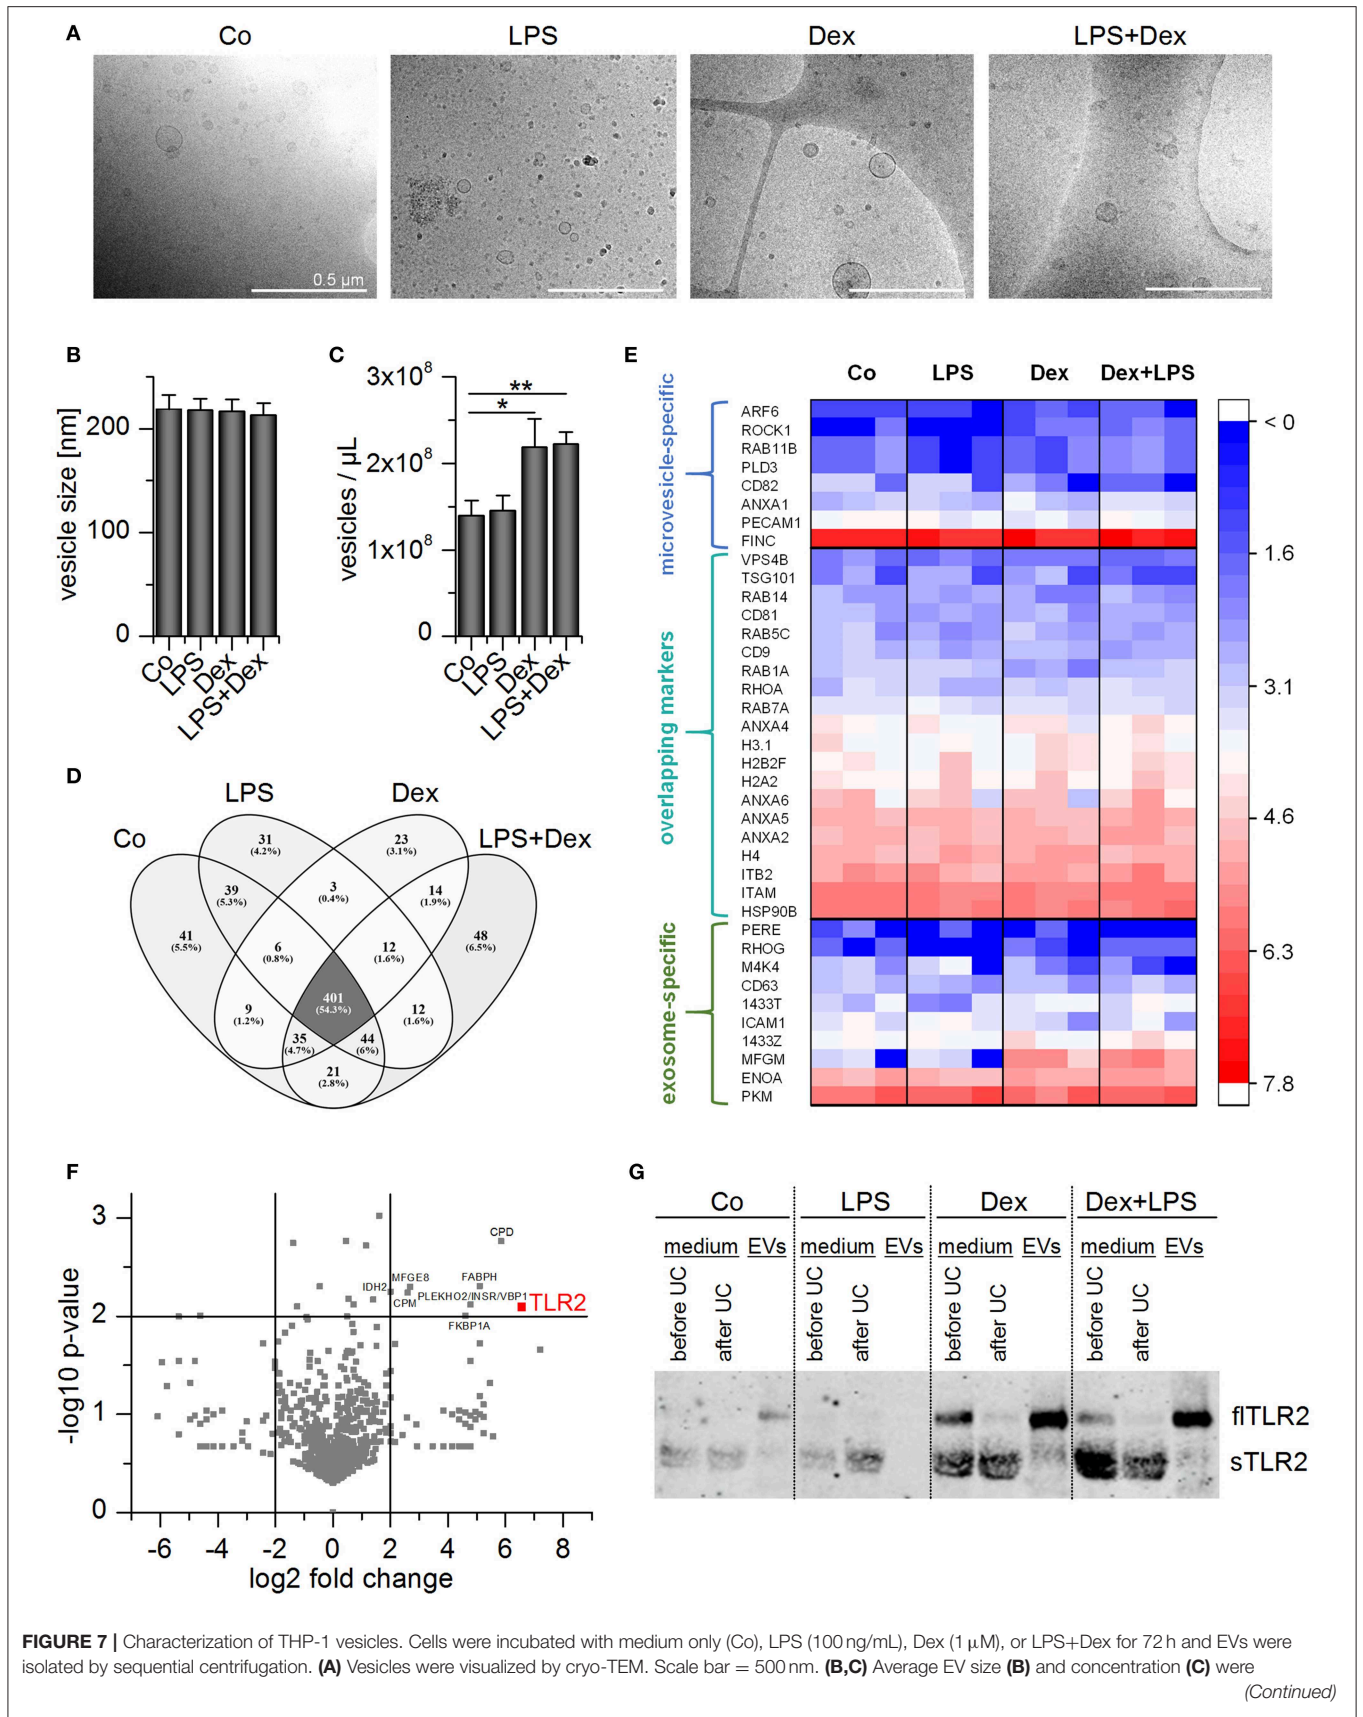 A
Co
LPS
Dex
LPS+Dex
0.5 µm
B
vesicle size [nm]
200
100
0
Co
LPS
Dex
LPS+Dex
C
vesicles / µL
3x10⁸
2x10⁸
1x10⁸
0
*
**
Co
LPS
Dex
LPS+Dex
D
Co
LPS
Dex
LPS+Dex
31
(4.2%)
23
(3.1%)
39
(5.3%)
3
(0.4%)
14
(1.9%)
41
(5.5%)
6
(0.8%)
12
(1.6%)
48
(6.5%)
401
(54.3%)
9
(1.2%)
12
(1.6%)
35
(4.7%)
44
(6%)
21
(2.8%)
E
Co LPS Dex Dex+LPS
microvesicle-specific
ARF6
ROCK1
RAB11B
PLD3
CD82
ANXA1
PECAM1
FINC
overlapping markers
VPS4B
TSG101
RAB14
CD81
RAB5C
CD9
RAB1A
RHOA
RAB7A
ANXA4
H3.1
H2B2F
H2A2
ANXA6
ANXA5
ANXA2
H4
ITB2
ITAM
HSP90B
exosome-specific
PERE
RHOG
M4K4
CD63
1433T
ICAM1
1433Z
MFGM
ENOA
PKM
< 0
1.6
3.1
4.6
6.3
7.8
F
-log10 p-value
3
2
1
0
CPD
MFGE8
FABPH
IDH2
CPM
PLEKHO2/INSR/VBP1
TLR2
FKBP1A
-6 -4 -2 0 2 4 6 8
log2 fold change
G
Co LPS Dex Dex+LPS
medium EVs medium EVs medium EVs medium EVs
before UC
after UC
before UC
after UC
before UC
after UC
before UC
after UC
flTLR2
sTLR2
FIGURE 7 | Characterization of THP-1 vesicles. Cells were incubated with medium only (Co), LPS (100 ng/mL), Dex (1 µM), or LPS+Dex for 72 h and EVs were
isolated by sequential centrifugation. (A) Vesicles were visualized by cryo-TEM. Scale bar = 500 nm. (B,C) Average EV size (B) and concentration (C) were
(Continued)